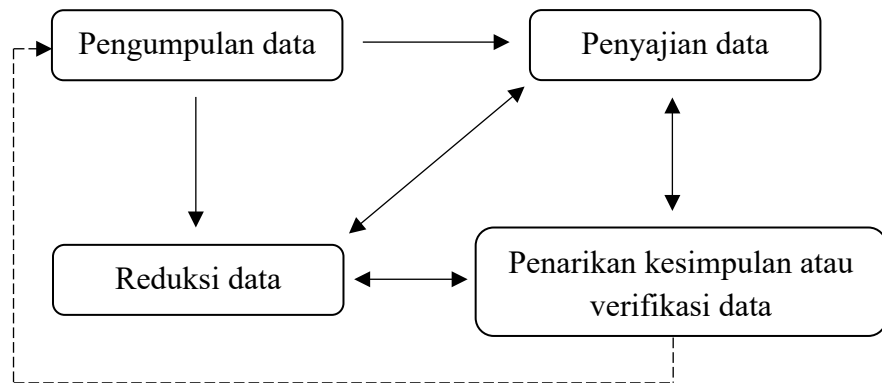 Pengumpulan data
Penyajian data
Reduksi data
Penarikan kesimpulan atau
verifikasi data